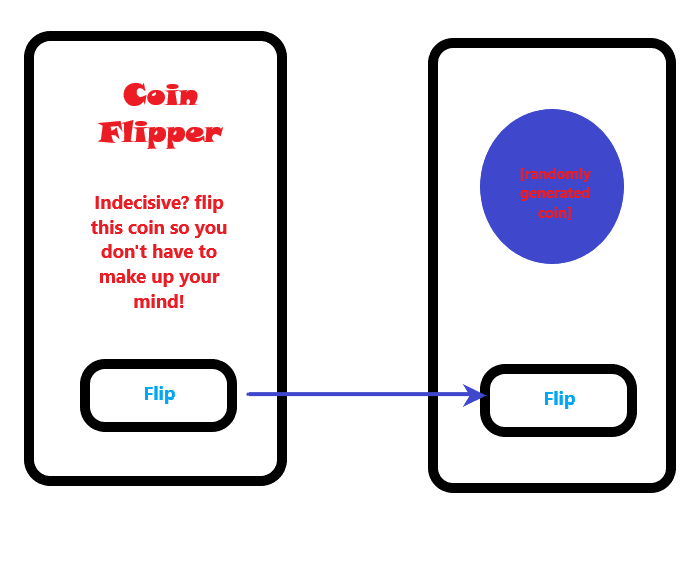 Coin
Flipper
Indecisive? flip
this coin so you
don't have to
make up your
mind!
Flip
[randomly
generated
coin]
Flip